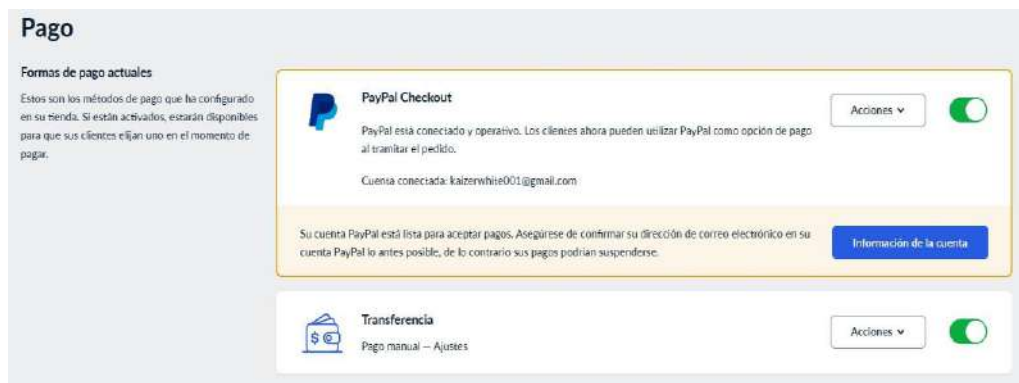 Pago
Formas de pago actuales
Estos son los métodos de pago que ha configurado
en su tienda. Si están activados, estarán disponibles
para que sus clientes elijan uno en el momento de
pagar.
PayPal Checkout
Acciones
PayPal está conectado y operativo. Los clientes ahora pueden utilizar PayPal como opción de pago
al tramitar el pedido.
Cuenta conectada: kaizerwhite001@gmail.com
Su cuenta PayPal está lista para aceptar pagos. Asegúrese de confirmar su dirección de correo electrónico en su
cuenta PayPal lo antes posible, de lo contrario sus pagos podrían suspenderse.
Información de la cuenta
Transferencia
Acciones
Pago manual — Ajustes